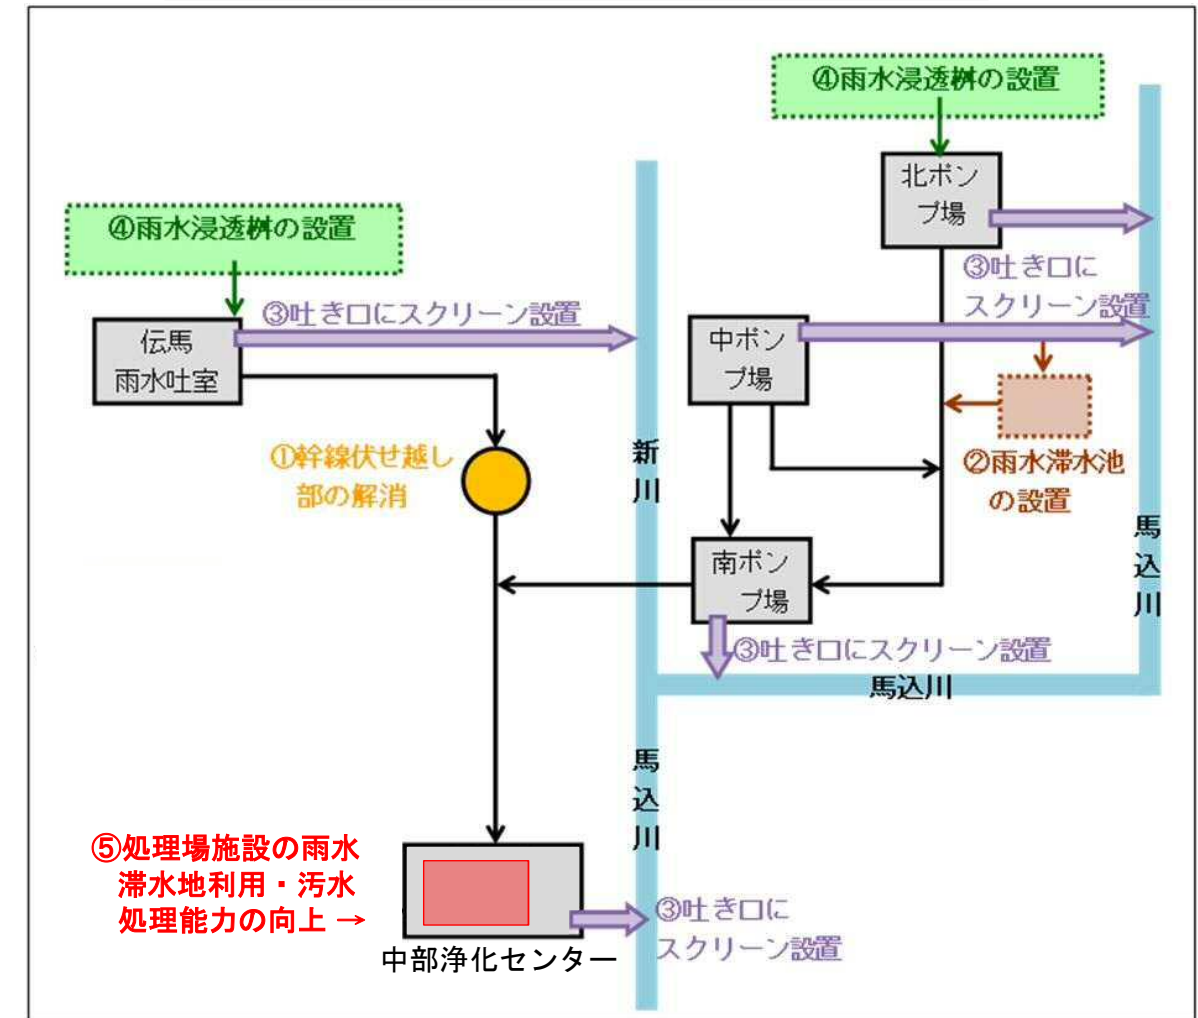 ④雨水浸透桝の設置
北ポン
プ場
④雨水浸透桝の設置
③吐き口に
スクリーン設置
③吐き口にスクリーン設置
伝馬
雨水吐室
中ポン
プ場
①幹線伏せ越し
部の解消
新川
②雨水滞水池
の設置
馬込川
南ポン
プ場
③吐き口にスクリーン設置
馬込川
馬込川
⑤処理場施設の雨水
滞水地利用・汚水
処理能力の向上→
③吐き口に
スクリーン設置
中部浄化センター